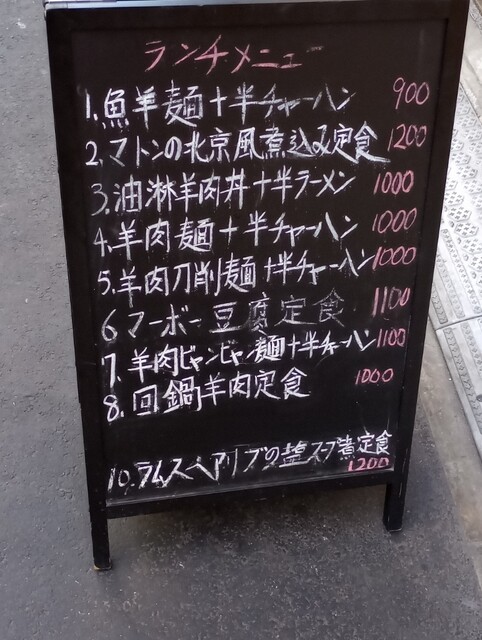 ランチメニュー
1.魚羊麺+半チャーハン 900
2.マトンの北京風煮込み定食 1200
3.油淋羊肉丼+半ラーメン 1000
4.羊肉麺+半チャーハン 1000
5.羊肉刀削麺+半チャーハン 1000
6 マーボー豆腐定食 1100
7.羊肉ビャンビャン麺+半チャーハン 1100
8.回鍋羊肉定食 1000
10.ラムスペアリブの塩スープ煮定食
1200